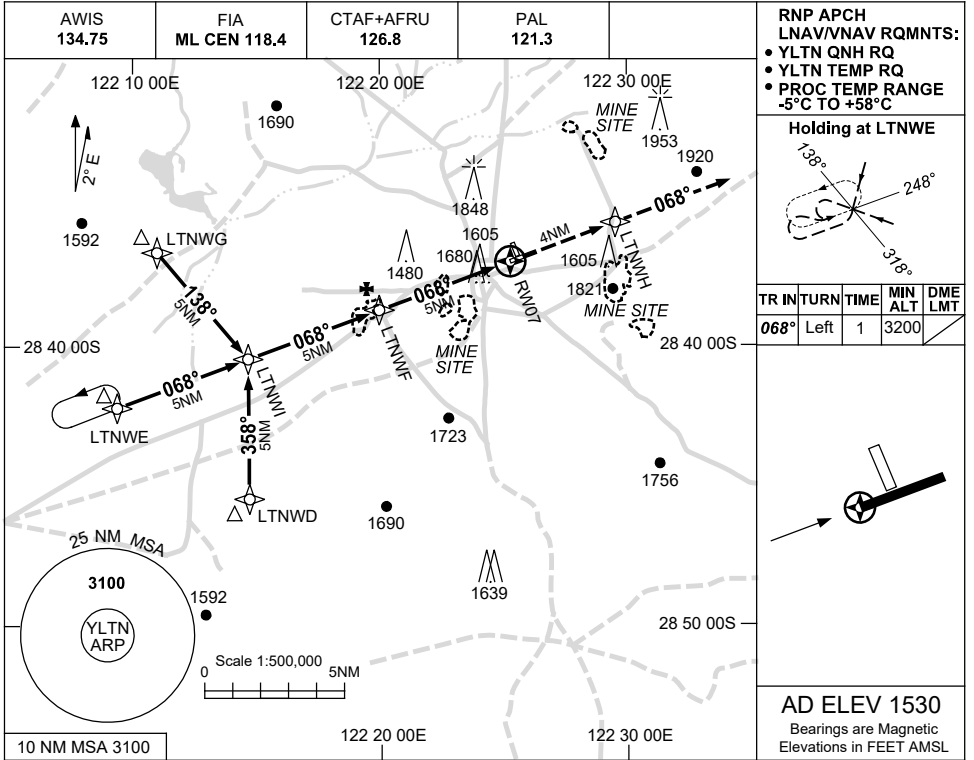 AWIS
134.75
FIA
ML CEN 118.4
CTAF+AFRU
126.8
PAL
121.3
RNP APCH
LNAV/VNAV RQMNTS:
• YLTN QNH RQ
• YLTN TEMP RQ
• PROC TEMP RANGE
-5°C TO +58°C
122 10 00E
122 20 00E
122 30 00E
2° E
1690
MINE
SITE
1953
1920
1848
1592
LTNWG
1605
1480
1680
068°
4NM
LTNWH
1605
1821
RW07
MINE SITE
138°
5NM
068°
5NM
068°
5NM
LTNWF
MINE
SITE
28 40 00S
28 40 00S
LTNWI
068°
5NM
LTNWE
358°
5NM
1723
1756
LTNWD
1690
25 NM MSA
3100
YLTN
ARP
1592
1639
28 50 00S
Scale 1:500,000
0
5NM
10 NM MSA 3100
122 20 00E
122 30 00E
Holding at LTNWE
138°
248°
318°
TR IN TURN TIME MIN ALT DME LMT
068° Left 1 3200
AD ELEV 1530
Bearings are Magnetic
Elevations in FEET AMSL